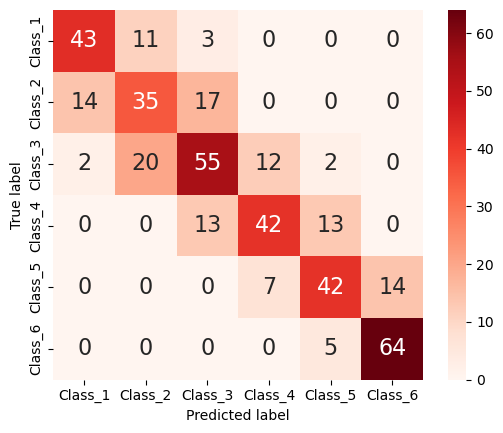 True label
Class_1 43 11 3 0 0 0
Class_2 14 35 17 0 0 0
Class_3 2 20 55 12 2 0
Class_4 0 0 13 42 13 0
Class_5 0 0 0 7 42 14
Class_6 0 0 0 0 5 64
Class_1 Class_2 Class_3 Class_4 Class_5 Class_6
Predicted label
60
50
40
30
20
10
0